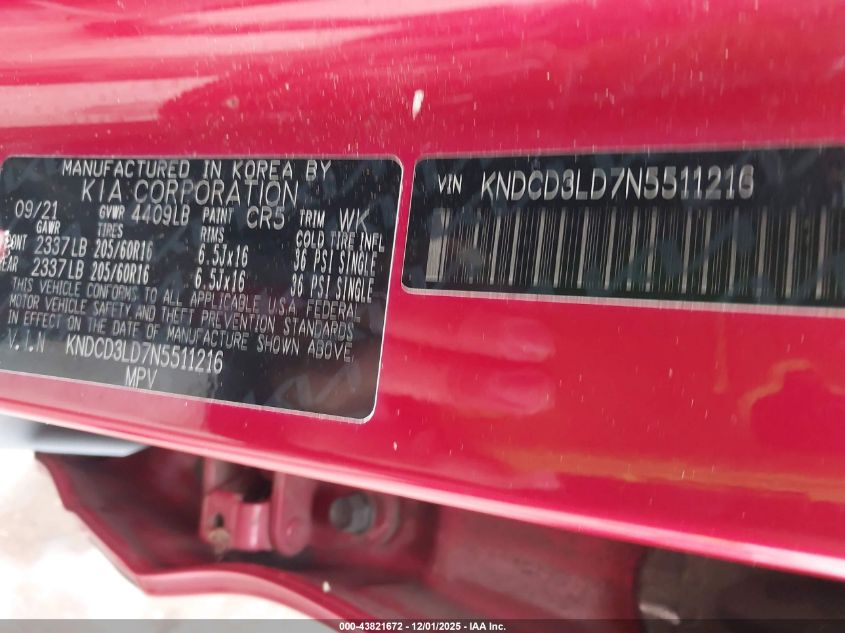 MANUFACTURED IN KOREA BY
KIA CORPORATION
09/21 GVWR 4409LB PAINT CR5 TRIM WK
GAWR TIRES RIMS COLD TIRE INFL
2337LB 205/60R16 6.5Jx16 36 PSI SINGLE
2337LB 205/60R16 6.5Jx16 36 PSI SINGLE
THIS VEHICLE CONFORMS TO ALL APPLICABLE U.S.A. FEDERAL
MOTOR VEHICLE SAFETY AND THEFT PREVENTION STANDARDS
IN EFFECT ON THE DATE OF MANUFACTURE SHOWN ABOVE.
V.I.N KNDCD3LD7N5511216
MPV
VIN KNDCD3LD7N5511216
000-43821672 • 12/01/2025 • IAA Inc.